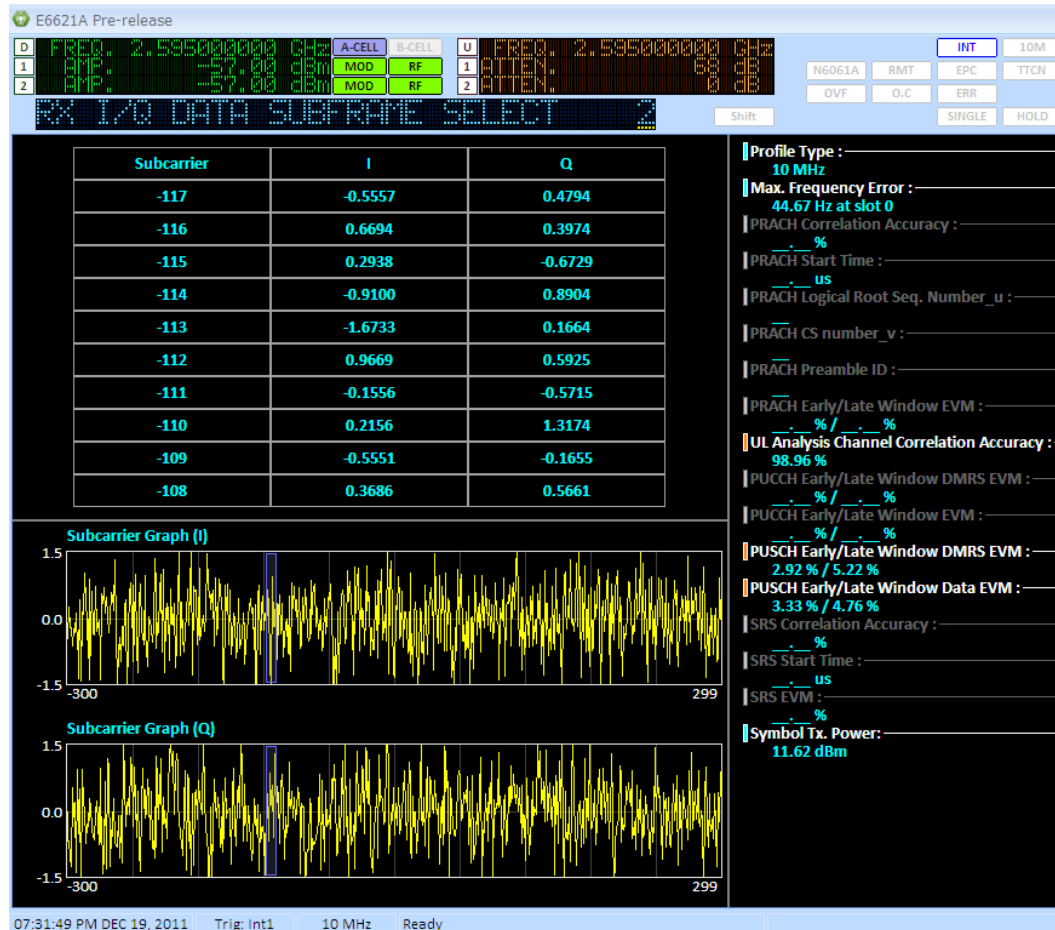 E6621A Pre-release
D FREQ. 2.595000000 GHz A-CELL B-CELL U FREQ. 2.595000000 GHz INT 10M
1 AMP. -57.00 dBm MOD RF 1 ATTEN. 9 dB N6061A RMT EPC TTCN
2 AMP. -57.00 dBm MOD RF 2 ATTEN. 0 dB OVF O.C ERR
RX I/Q DATA SUBFRAME SELECT 2 Shift SINGLE HOLD
Subcarrier I Q
-117 -0.5557 0.4794
-116 0.6694 0.3974
-115 0.2938 -0.6729
-114 -0.9100 0.8904
-113 -1.6733 0.1664
-112 0.9669 0.5925
-111 -0.1556 -0.5715
-110 0.2156 1.3174
-109 -0.5551 -0.1655
-108 0.3686 0.5661
Subcarrier Graph (I)
1.5
0.0
-1.5
-300 299
Subcarrier Graph (Q)
1.5
0.0
-1.5
-300 299
Profile Type :
10 MHz
Max. Frequency Error :
44.67 Hz at slot 0
PRACH Correlation Accuracy :
__.__ %
PRACH Start Time :
__.__ us
PRACH Logical Root Seq. Number_u :
__
PRACH CS number_v :
__
PRACH Preamble ID :
__
PRACH Early/Late Window EVM :
__.__ % / __.__ %
UL Analysis Channel Correlation Accuracy :
98.96 %
PUCCH Early/Late Window DMRS EVM :
__.__ % / __.__ %
PUCCH Early/Late Window EVM :
__.__ % / __.__ %
PUSCH Early/Late Window DMRS EVM :
2.92 % / 5.22 %
PUSCH Early/Late Window Data EVM :
3.33 % / 4.76 %
SRS Correlation Accuracy :
__.__ %
SRS Start Time :
__.__ us
SRS EVM :
__.__ %
Symbol Tx. Power:
11.62 dBm
07:31:49 PM DEC 19, 2011 Trig: Int1 10 MHz Ready